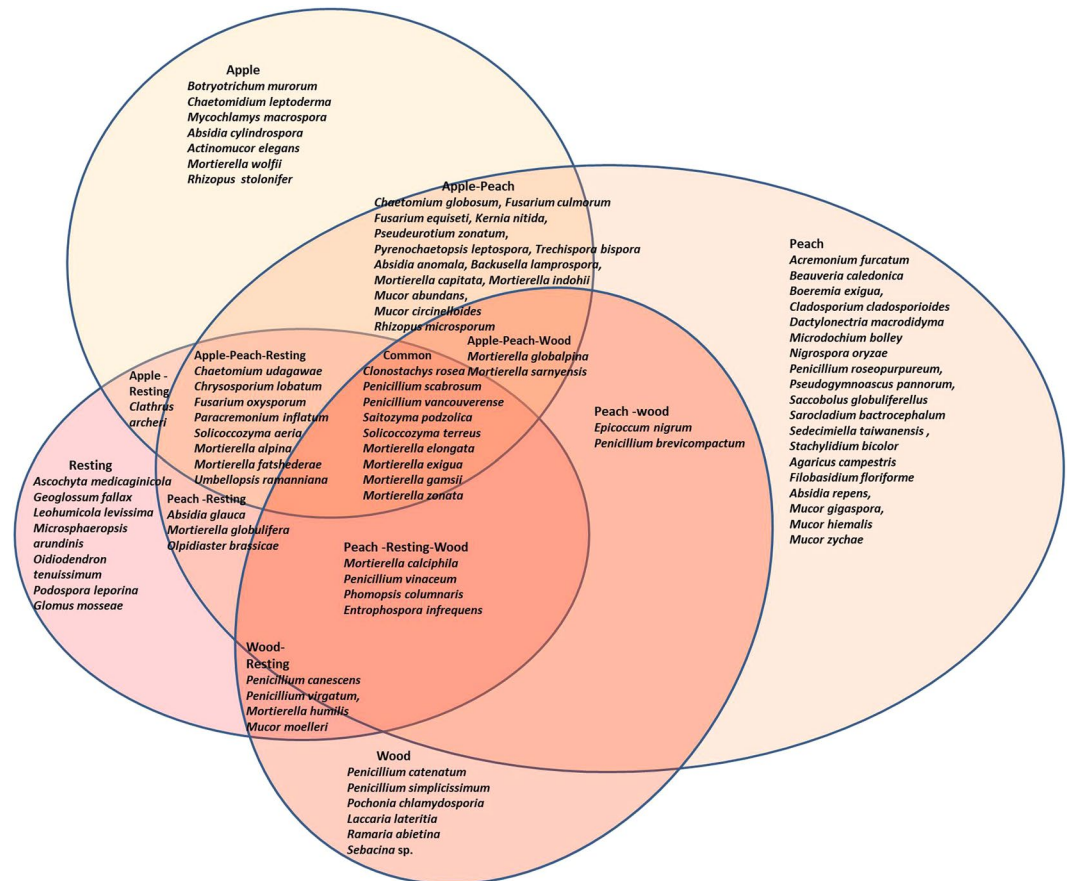 Apple
Botryotrichum murorum
Chaetomidium leptoderma
Mycochlamys macrospora
Absidia cylindrospora
Actinomucor elegans
Mortierella wolfii
Rhizopus stolonifer
Apple-Peach
Chaetomium globosum, Fusarium culmorum
Fusarium equiseti, Kernia nitida,
Pseudeurotium zonatum,
Pyrenochaetopsis leptospora, Trechispora bispora
Absidia anomala, Backusella lamprospora,
Mortierella capitata, Mortierella indohii
Mucor abundans,
Mucor circinelloides
Rhizopus microsporum
Peach
Acremonium furcatum
Beauveria caledonica
Boeremia exigua,
Cladosporium cladosporioides
Dactylonectria macrodidyma
Microdochium bolley
Nigrospora oryzae
Penicillium roseopurpureum,
Pseudogymnoascus pannorum,
Saccobolus globuliferellus
Sarocladium bactrocephalum
Sedecimiella taiwanensis ,
Stachylidium bicolor
Agaricus campestris
Filobasidium floriforme
Absidia repens,
Mucor gigaspora,
Mucor hiemalis
Mucor zychae
Apple-Peach-Wood
Mortierella globalpina
Mortierella sarnyensis
Apple-Peach-Resting
Chaetomium udagawae
Chrysosporium lobatum
Fusarium oxysporum
Paracremonium inflatum
Solicoccozyma aeria
Mortierella alpina
Mortierella fatshederae
Umbellopsis ramanniana
Common
Clonostachys rosea
Penicillium scabrosum
Penicillium vancouverense
Saitozyma podzolica
Solicoccozyma terreus
Mortierella elongata
Mortierella exigua
Mortierella gamsii
Mortierella zonata
Apple -
Resting
Clathrus
archeri
Peach -wood
Epicoccum nigrum
Penicillium brevicompactum
Resting
Ascochyta medicaginicola
Geoglossum fallax
Leohumicola levissima
Microsphaeropsis
arundinis
Oidiodendron
tenuissimum
Podospora leporina
Glomus mosseae
Peach -Resting
Absidia glauca
Mortierella globulifera
Olpidiaster brassicae
Peach -Resting-Wood
Mortierella calciphila
Penicillium vinaceum
Phomopsis columnaris
Entrophospora infrequens
Wood-
Resting
Penicillium canescens
Penicillium virgatum,
Mortierella humilis
Mucor moelleri
Wood
Penicillium catenatum
Penicillium simplicissimum
Pochonia chlamydosporia
Laccaria lateritia
Ramaria abietina
Sebacina sp.